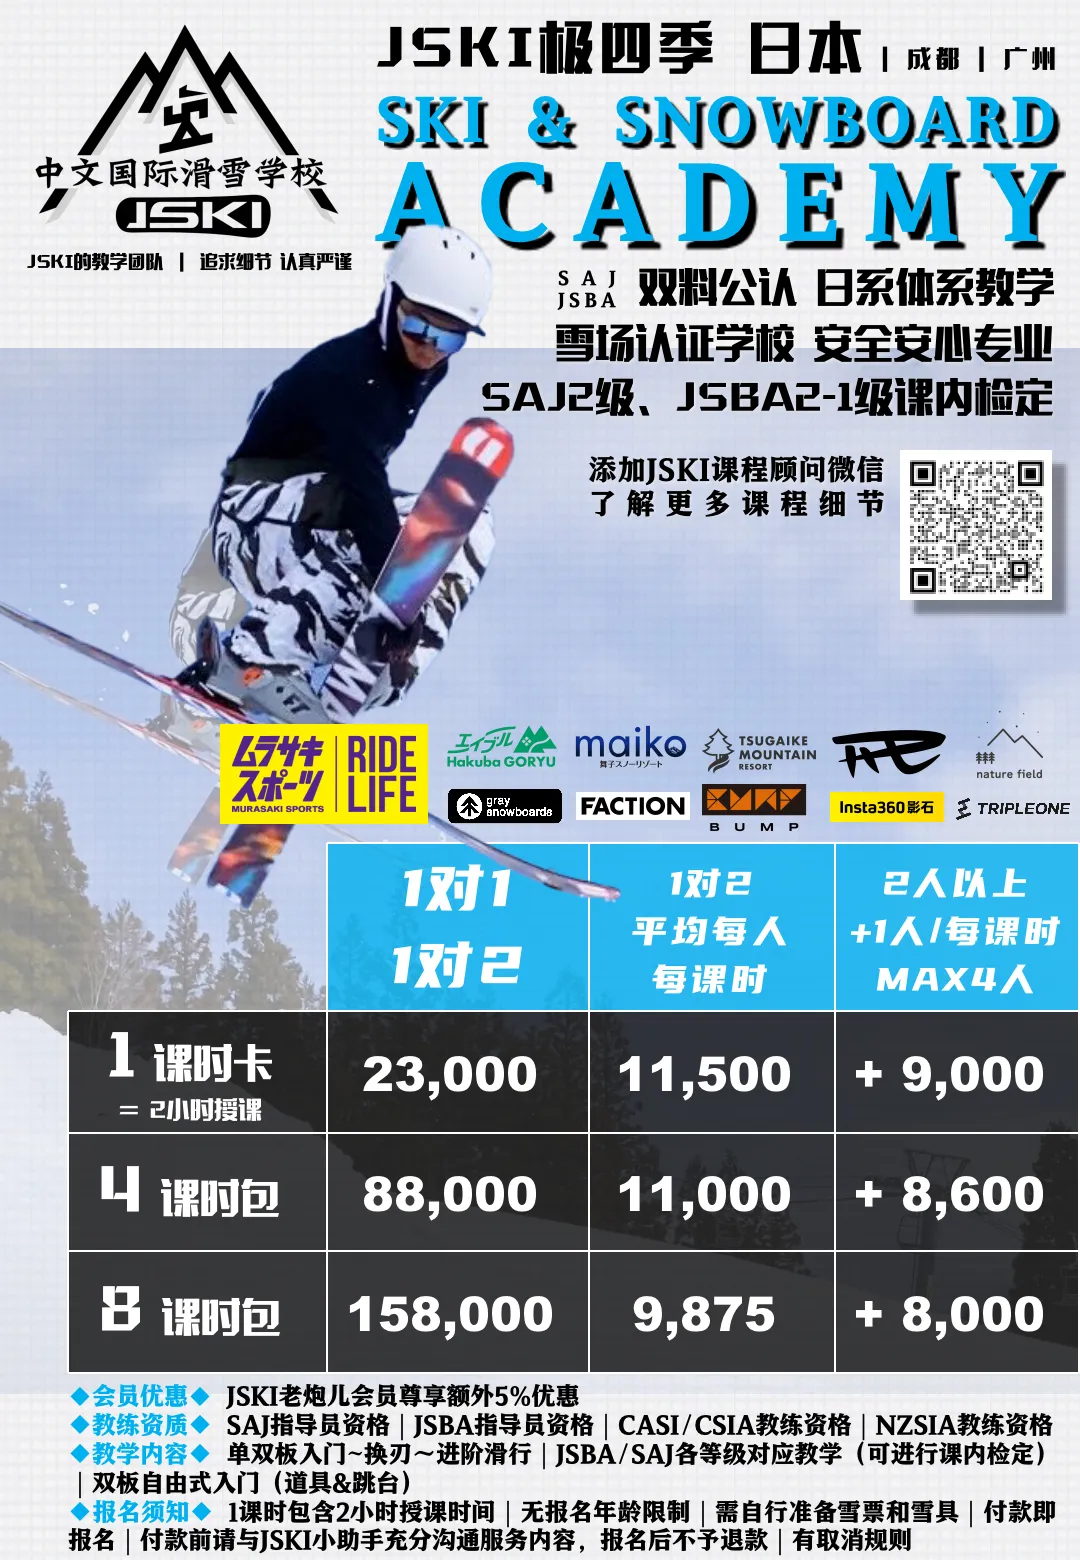 JSKI极四季 日本 | 成都 | 广州
SKI & SNOWBOARD
ACADEMY
中文国际滑雪学校
JSKI
JSKI的教学团队 | 追求细节 认真严谨
SAJ
JSBA 双料公认 日系体系教学
雪场认证学校 安全安心专业
SAJ2级、JSBA2-1级课内检定
添加JSKI课程顾问微信
了解更多课程细节
ムラサキ
スポーツ
MURASAKI SPORTS
RIDE
LIFE
エイブル
Hakuba GORYU
maiko
舞子スノーリゾート
TSUGAIKE
MOUNTAIN
RESORT
nature field
gray
snowboards
FACTION
BUMP
Insta360影石
TRIPLEONE
1对1
1对2
1对2
平均每人
每课时
2人以上
+1人/每课时
MAX4人
1 课时卡
= 2小时授课
23,000
11,500
+ 9,000
4 课时包
88,000
11,000
+ 8,600
8 课时包
158,000
9,875
+ 8,000
◆会员优惠◆ JSKI老炮儿会员尊享额外5%优惠
◆教练资质◆ SAJ指导员资格 | JSBA指导员资格 | CASI/CSIA教练资格 | NZSIA教练资格
◆教学内容◆ 单双板入门~换刃～进阶滑行 | JSBA/SAJ各等级对应教学（可进行课内检定）
| 双板自由式入门（道具&跳台）
◆报名须知◆ 1课时包含2小时授课时间 | 无报名年龄限制 | 需自行准备雪票和雪具 | 付款即
报名 | 付款前请与JSKI小助手充分沟通服务内容，报名后不予退款 | 有取消规则